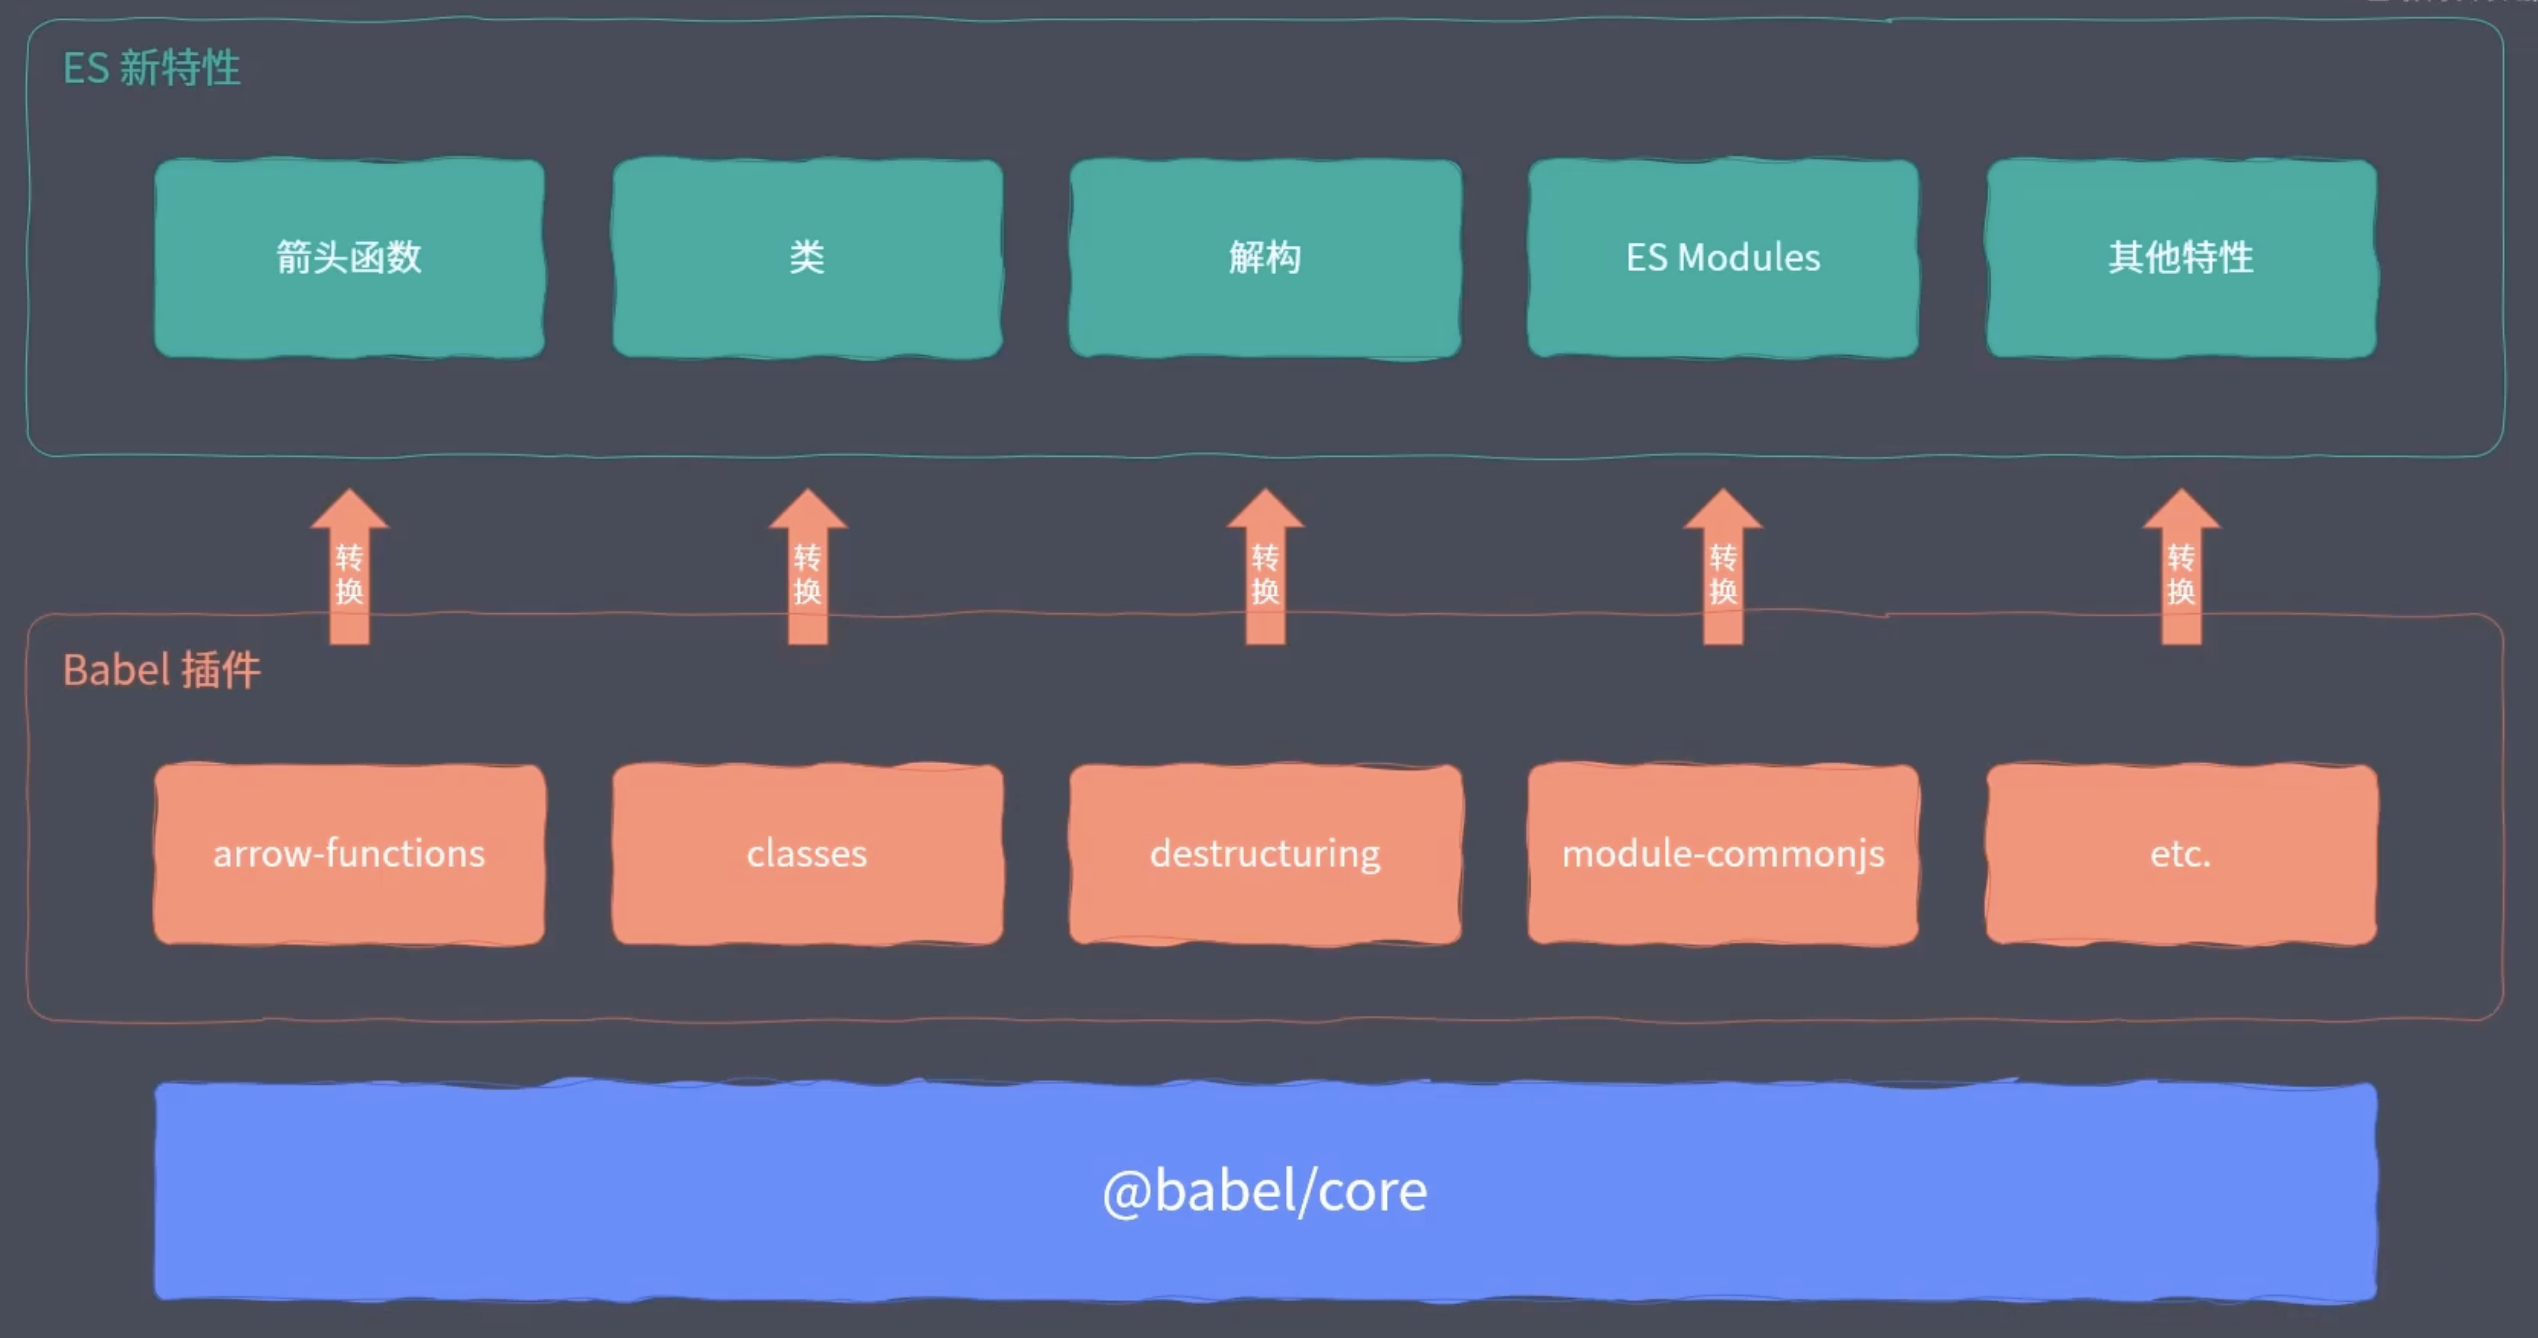 ES 新特性
箭头函数
类
解构
ES Modules
其他特性
转
换
转
换
转
换
转
换
转
换
Babel 插件
arrow-functions
classes
destructuring
module-commonjs
etc.
@babel/core